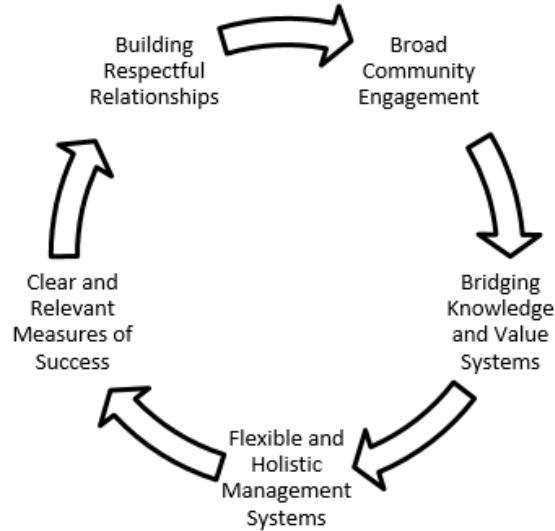 Building
Respectful
Relationships
Broad
Community
Engagement
Bridging
Knowledge
and Value
Systems
Flexible and
Holistic
Management
Systems
Clear and
Relevant
Measures of
Success